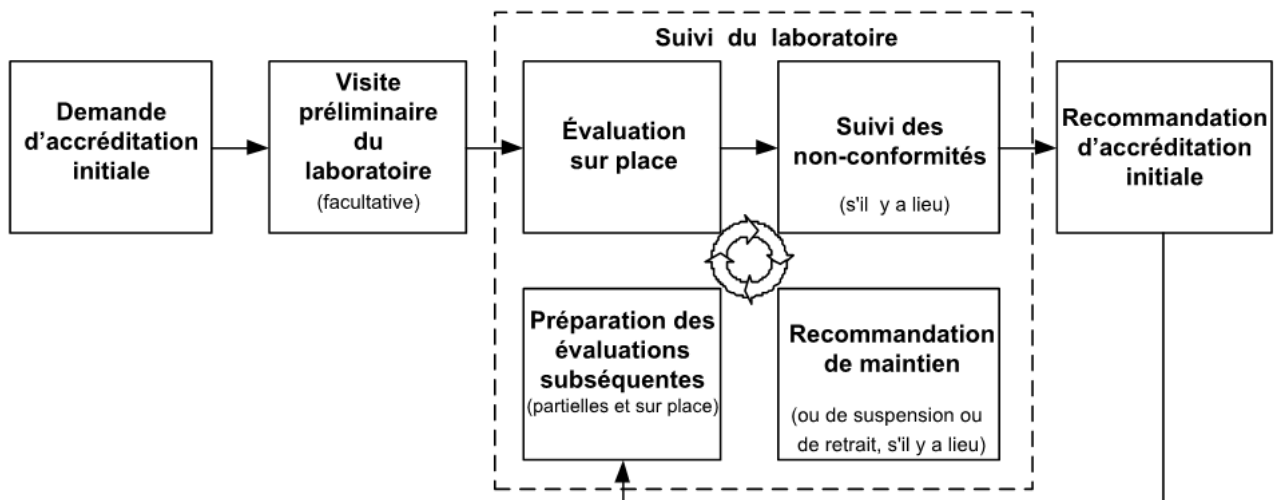 Suivi du laboratoire
Demande
d'accréditation
initiale
Visite
préliminaire
du
laboratoire
(facultative)
Évaluation
sur place
Suivi des
non-conformités
(s'il y a lieu)
Recommandation
d'accréditation
initiale
Préparation des
évaluations
subséquentes
(partielles et sur place)
Recommandation
de maintien
(ou de suspension ou
de retrait, s'il y a lieu)